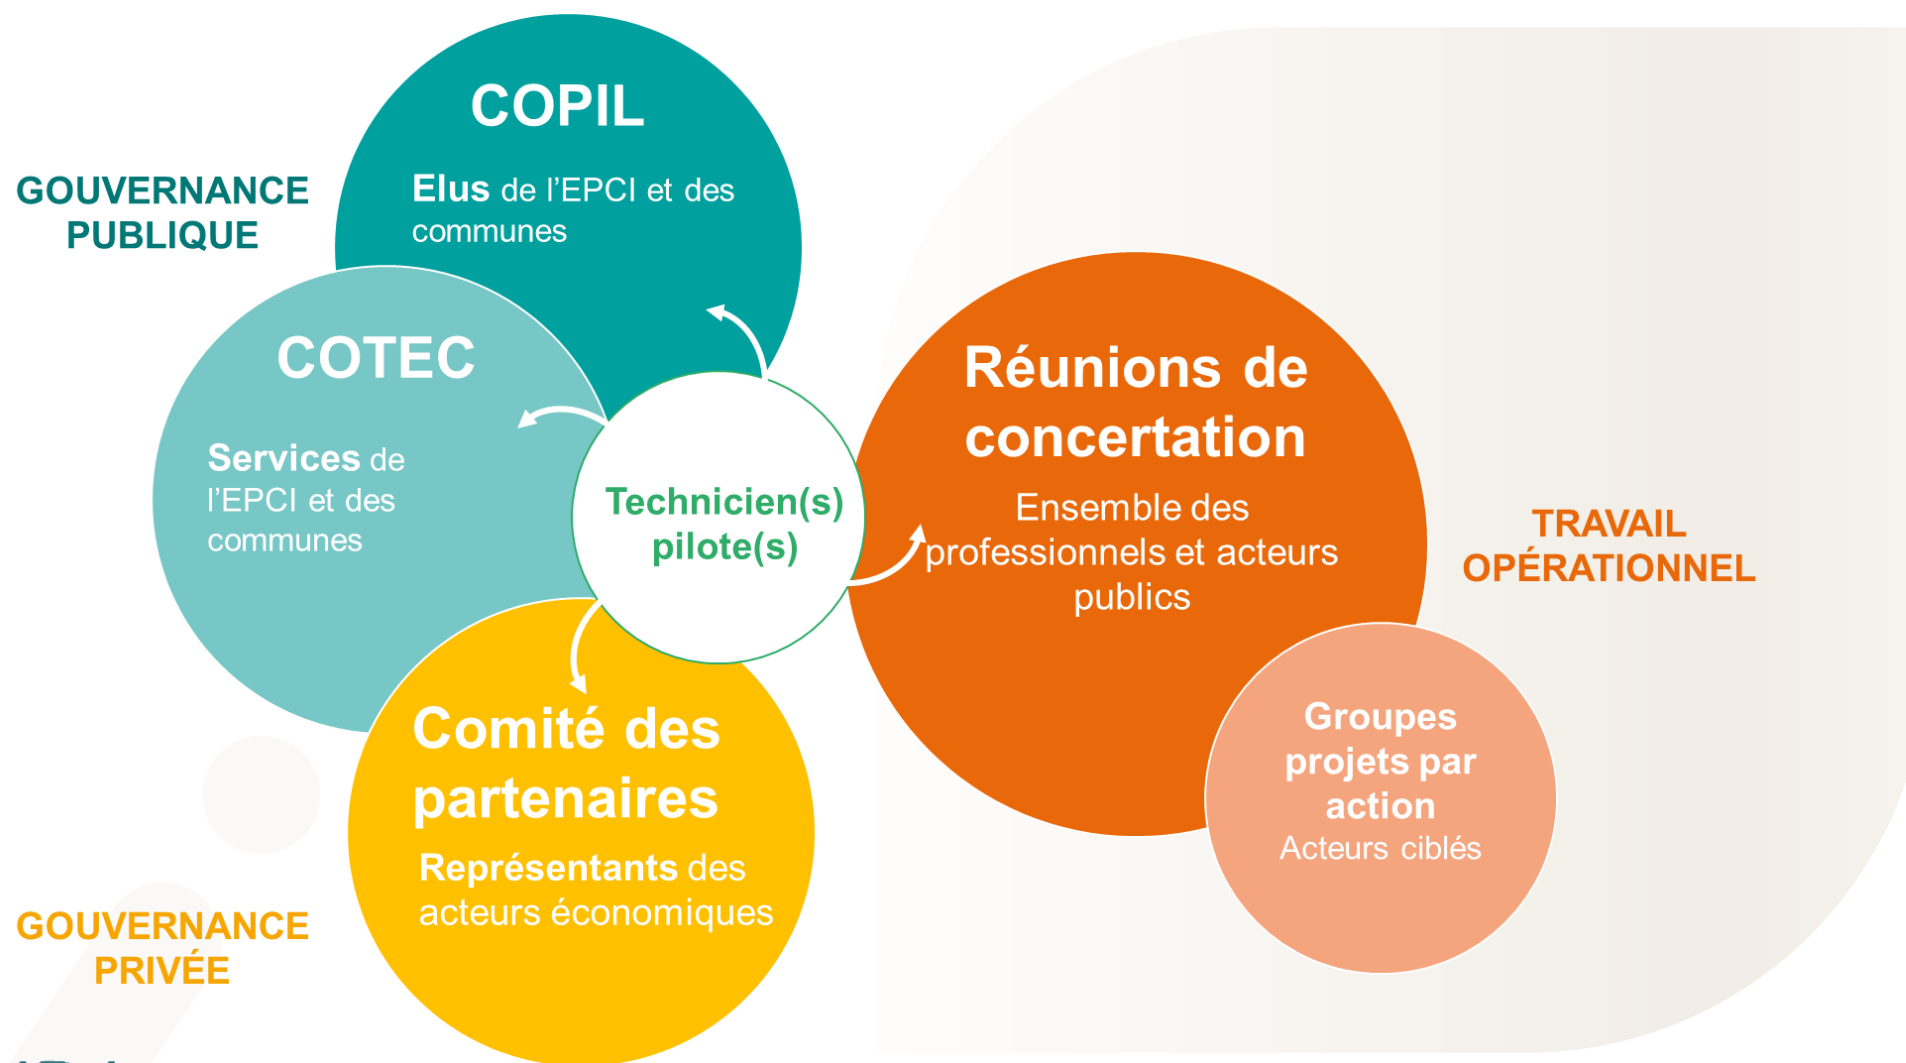 COPIL
Elus de l'EPCI et des
communes
GOUVERNANCE
PUBLIQUE
COTEC
Services de
l'EPCI et des
communes
Technicien(s)
pilote(s)
Réunions de
concertation
Ensemble des
professionnels et acteurs
publics
TRAVAIL
OPÉRATIONNEL
Comité des
partenaires
Représentants des
acteurs économiques
Groupes
projets par
action
Acteurs ciblés
GOUVERNANCE
PRIVÉE